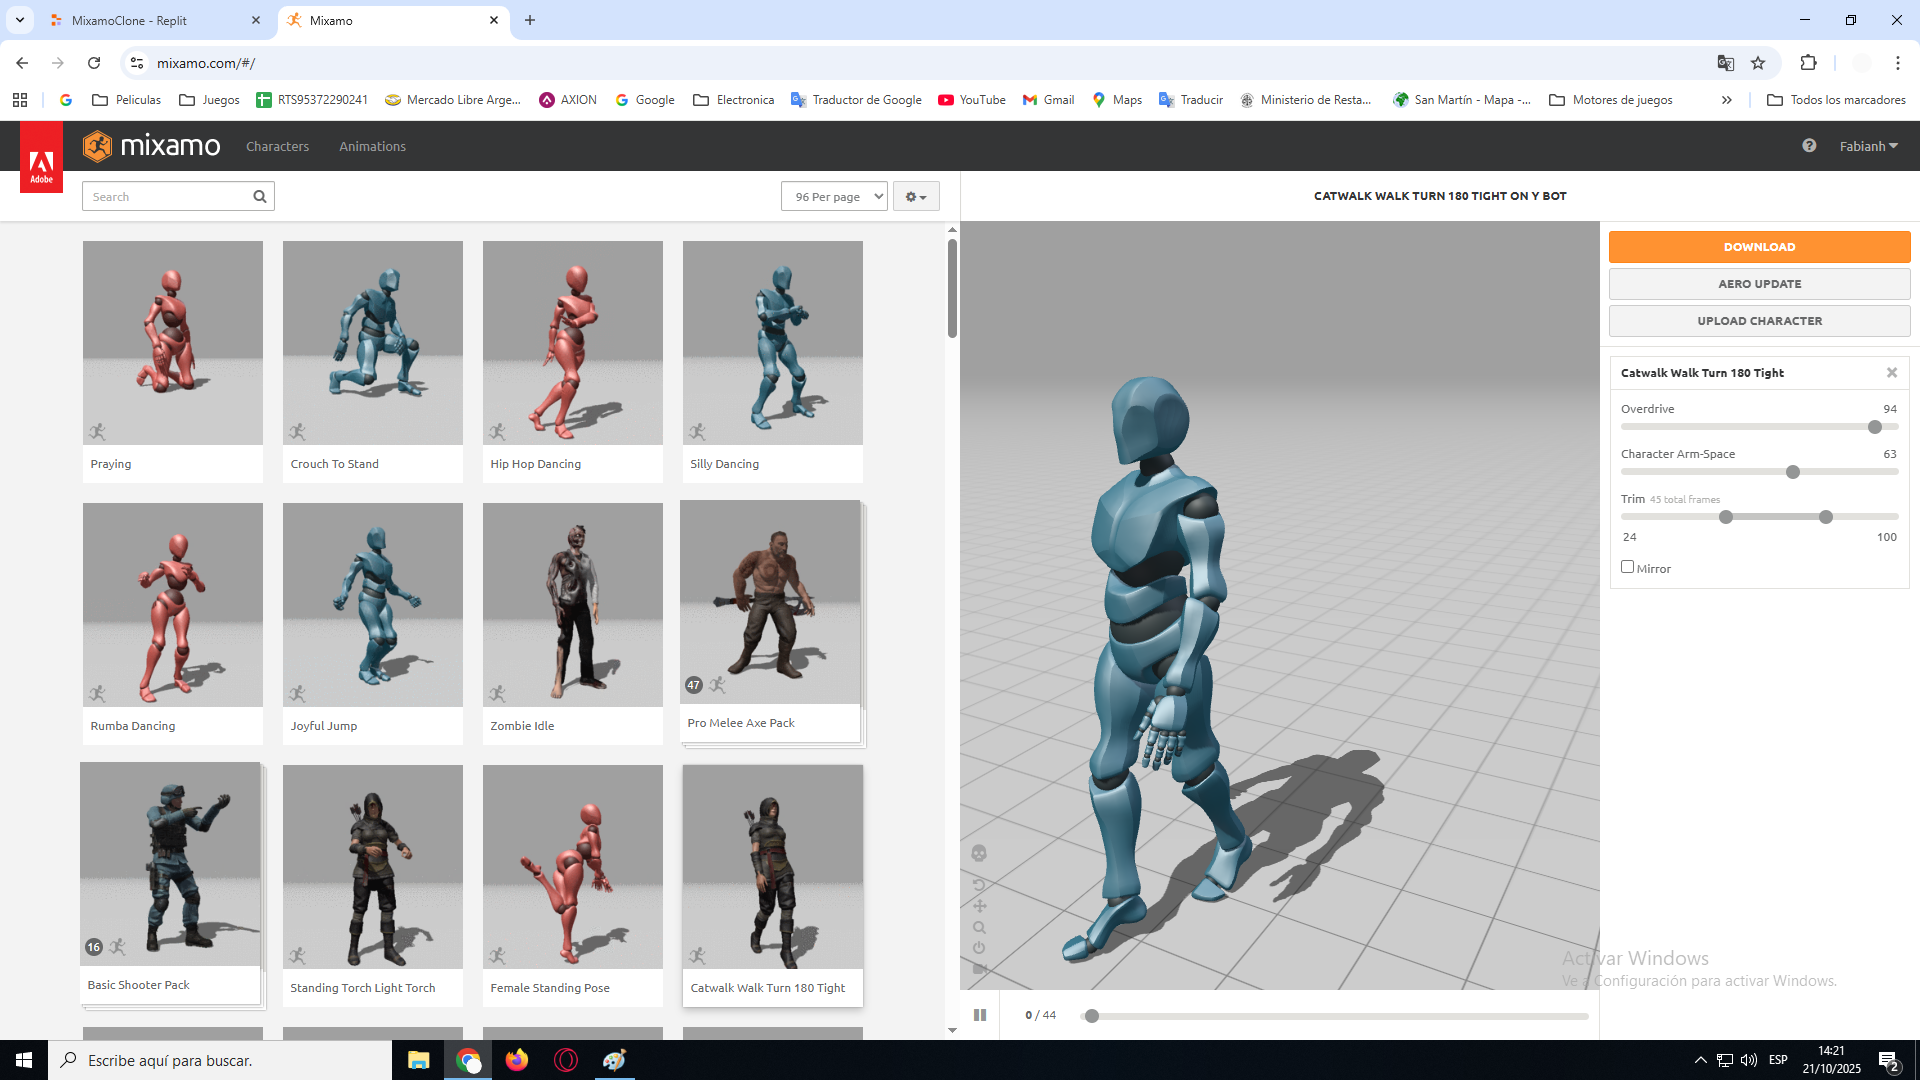 MixamoClone - Replit
Mixamo
mixamo.com/#/
Peliculas
Juegos
RTS95372290241
Mercado Libre Arge...
AXION
Google
Electronica
Traductor de Google
YouTube
Gmail
Maps
Traducir
Ministerio de Resta...
San Martín - Mapa -...
Motores de juegos
»
Todos los marcadores
Adobe
mixamo
Characters
Animations
Fabianh
Search
96 Per page
CATWALK WALK TURN 180 TIGHT ON Y BOT
DOWNLOAD
AERO UPDATE
UPLOAD CHARACTER
Catwalk Walk Turn 180 Tight
Overdrive 94
Character Arm-Space 63
Trim 45 total frames
24 100
Mirror
Praying
Crouch To Stand
Hip Hop Dancing
Silly Dancing
Rumba Dancing
Joyful Jump
Zombie Idle
47
Pro Melee Axe Pack
16
Basic Shooter Pack
Standing Torch Light Torch
Female Standing Pose
Catwalk Walk Turn 180 Tight
0 / 44
Activar Windows
Ve a Configuración para activar Windows.
Escribe aquí para buscar.
ESP
14:21
21/10/2025
2